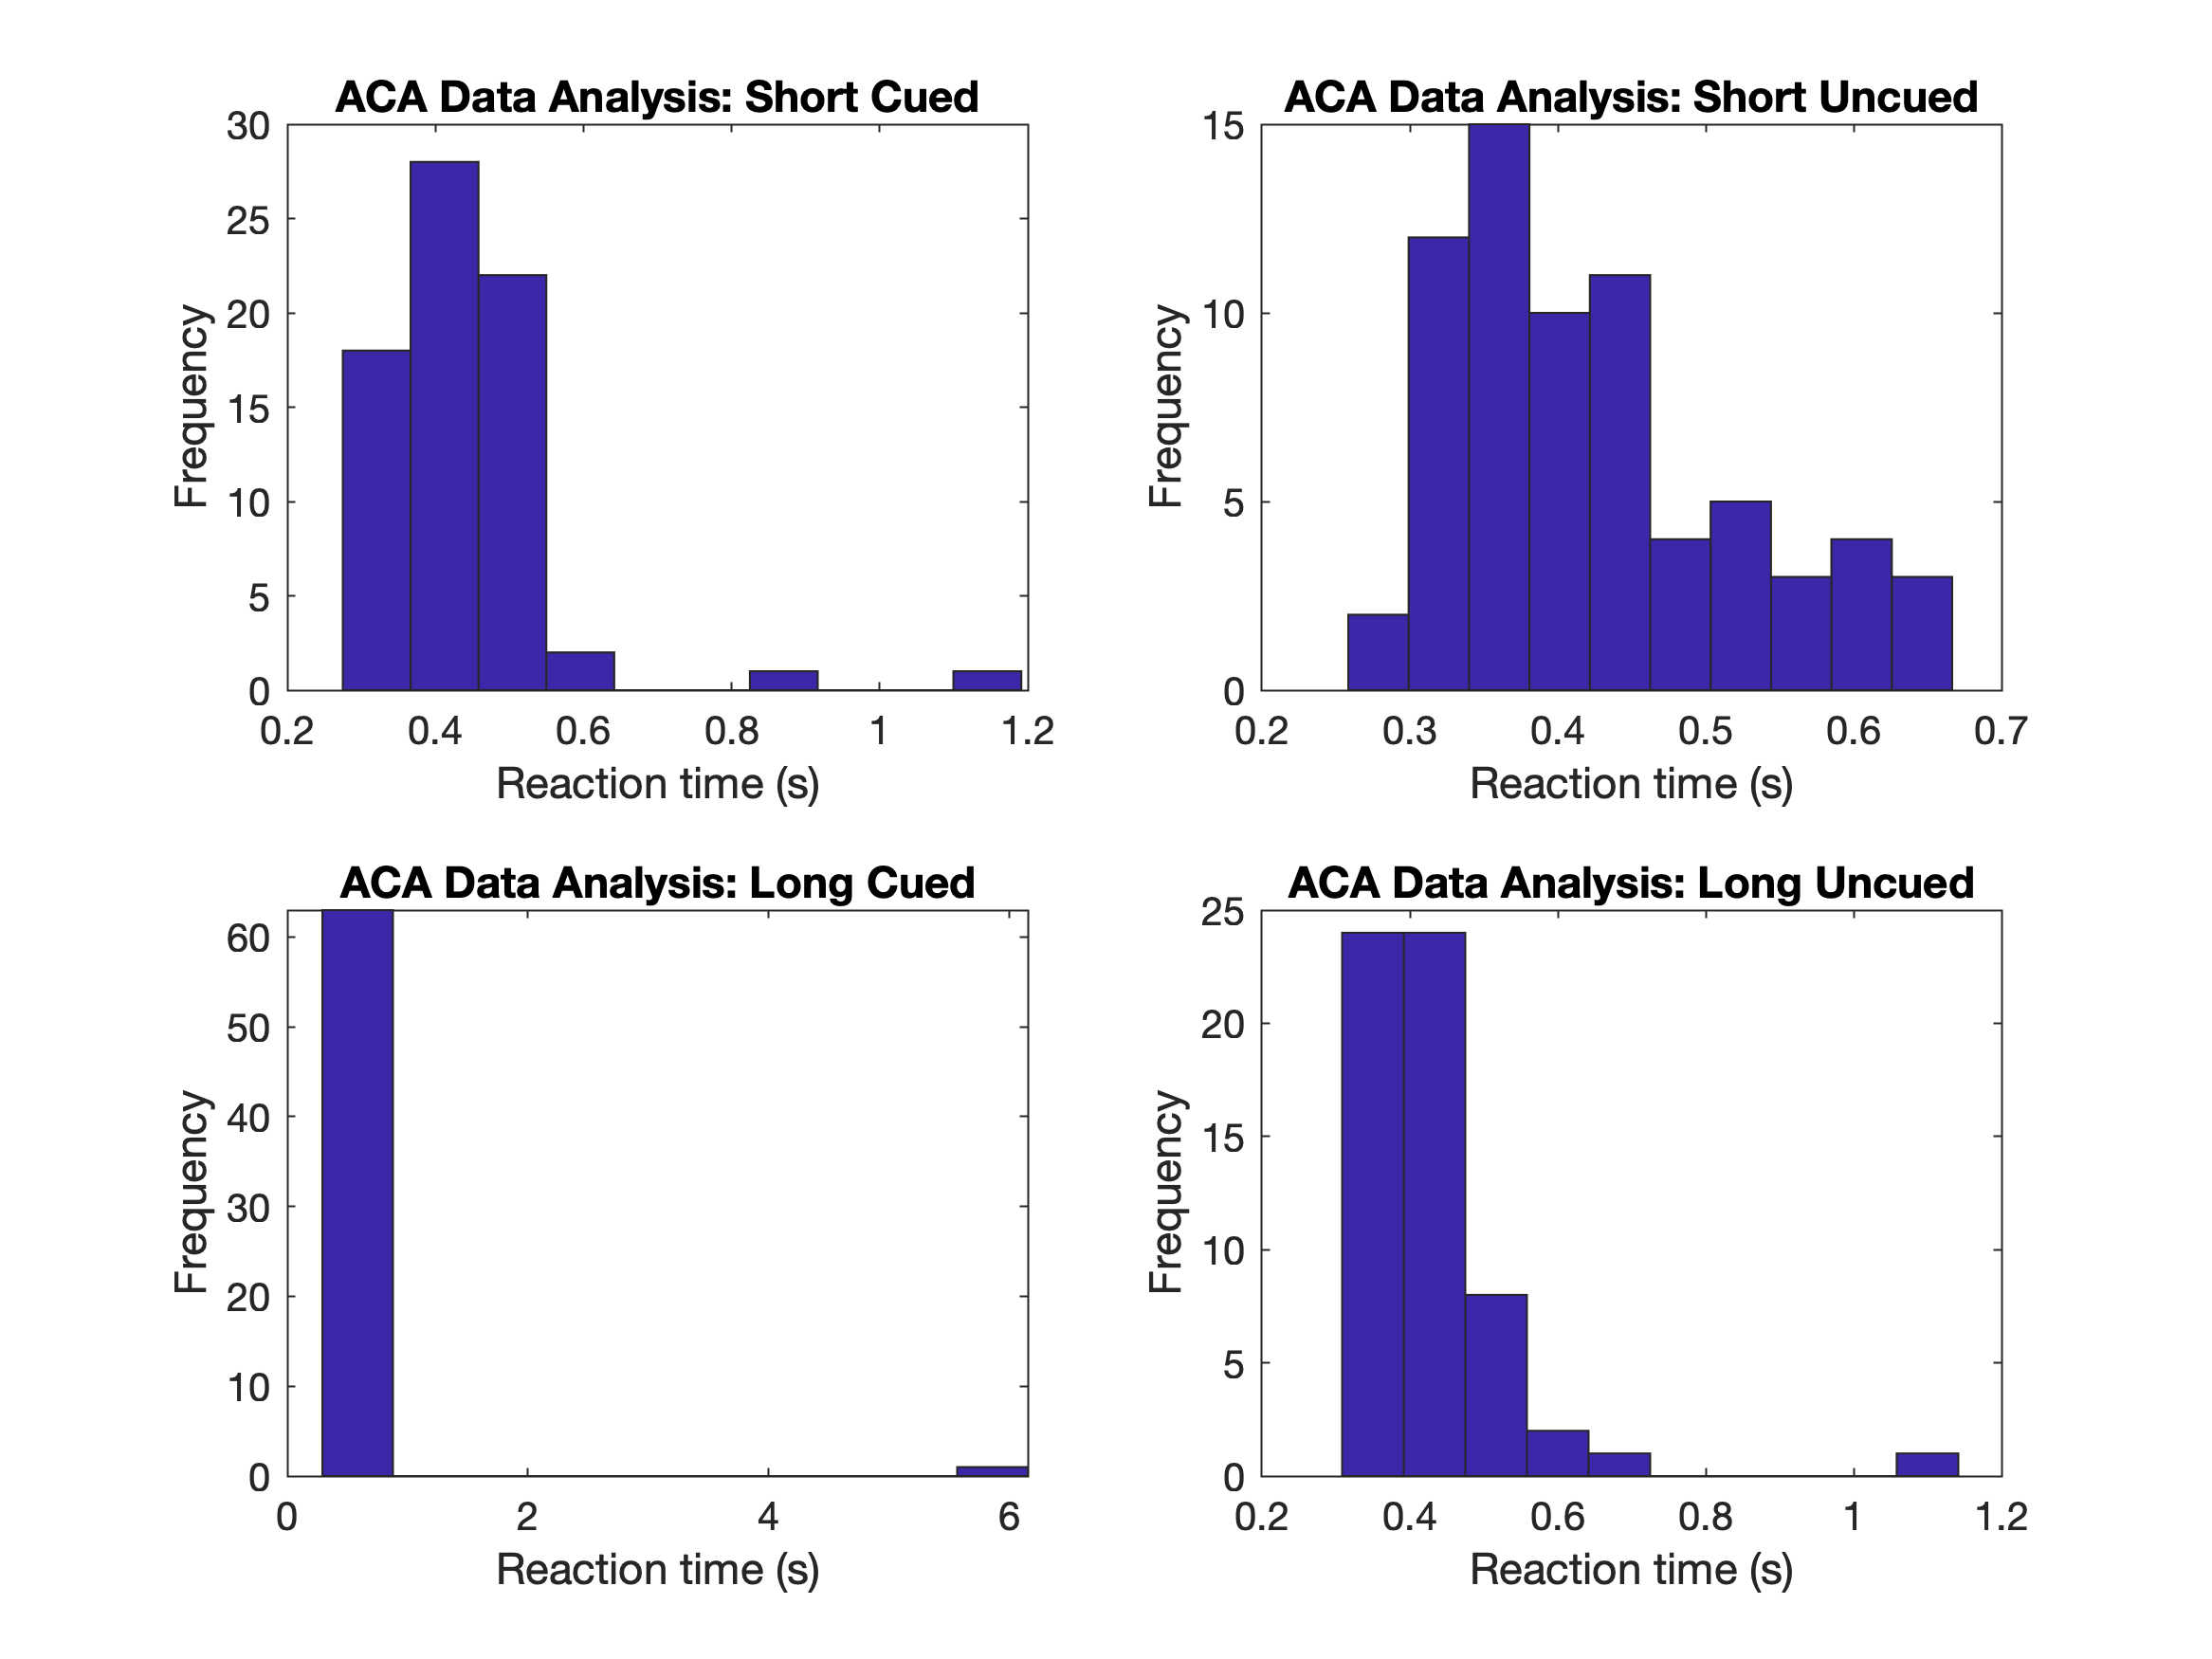 ACA Data Analysis: Short Cued
30
25
20
15
10
5
0
Frequency
0.2 0.4 0.6 0.8 1 1.2
Reaction time (s)
ACA Data Analysis: Short Uncued
15
10
5
0
Frequency
0.2 0.3 0.4 0.5 0.6 0.7
Reaction time (s)
ACA Data Analysis: Long Cued
60
50
40
30
20
10
0
Frequency
0 2 4 6
Reaction time (s)
ACA Data Analysis: Long Uncued
25
20
15
10
5
0
Frequency
0.2 0.4 0.6 0.8 1 1.2
Reaction time (s)